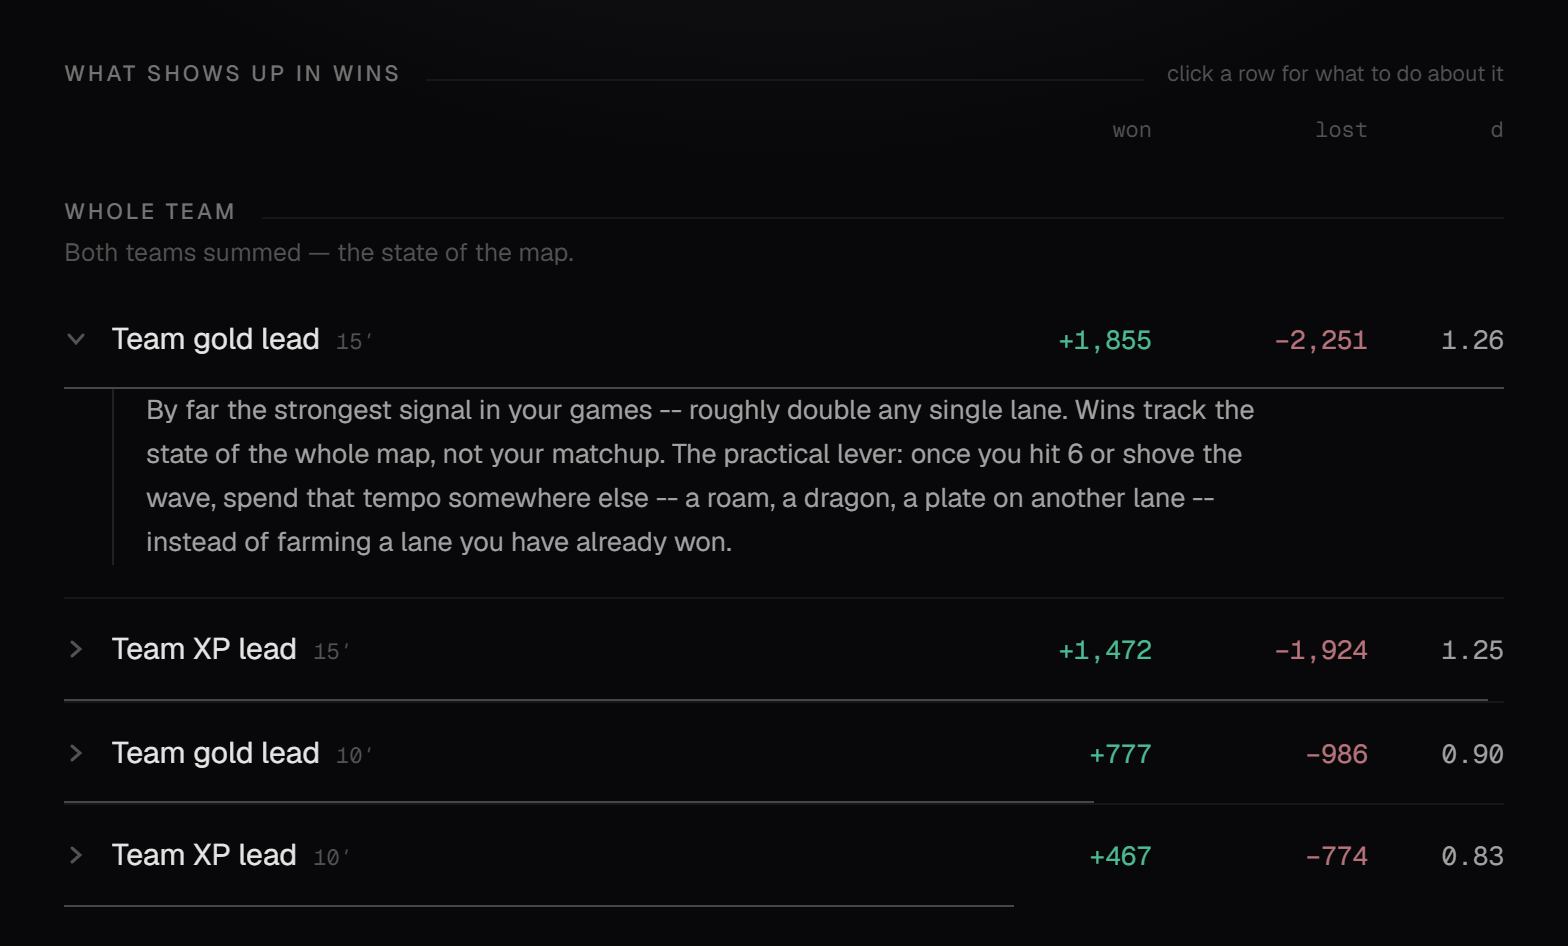 WHAT SHOWS UP IN WINS click a row for what to do about it
won lost d
WHOLE TEAM
Both teams summed — the state of the map.
Team gold lead 15′ +1,855 −2,251 1.26
By far the strongest signal in your games -- roughly double any single lane. Wins track the
state of the whole map, not your matchup. The practical lever: once you hit 6 or shove the
wave, spend that tempo somewhere else -- a roam, a dragon, a plate on another lane --
instead of farming a lane you have already won.
Team XP lead 15′ +1,472 −1,924 1.25
Team gold lead 10′ +777 −986 0.90
Team XP lead 10′ +467 −774 0.83